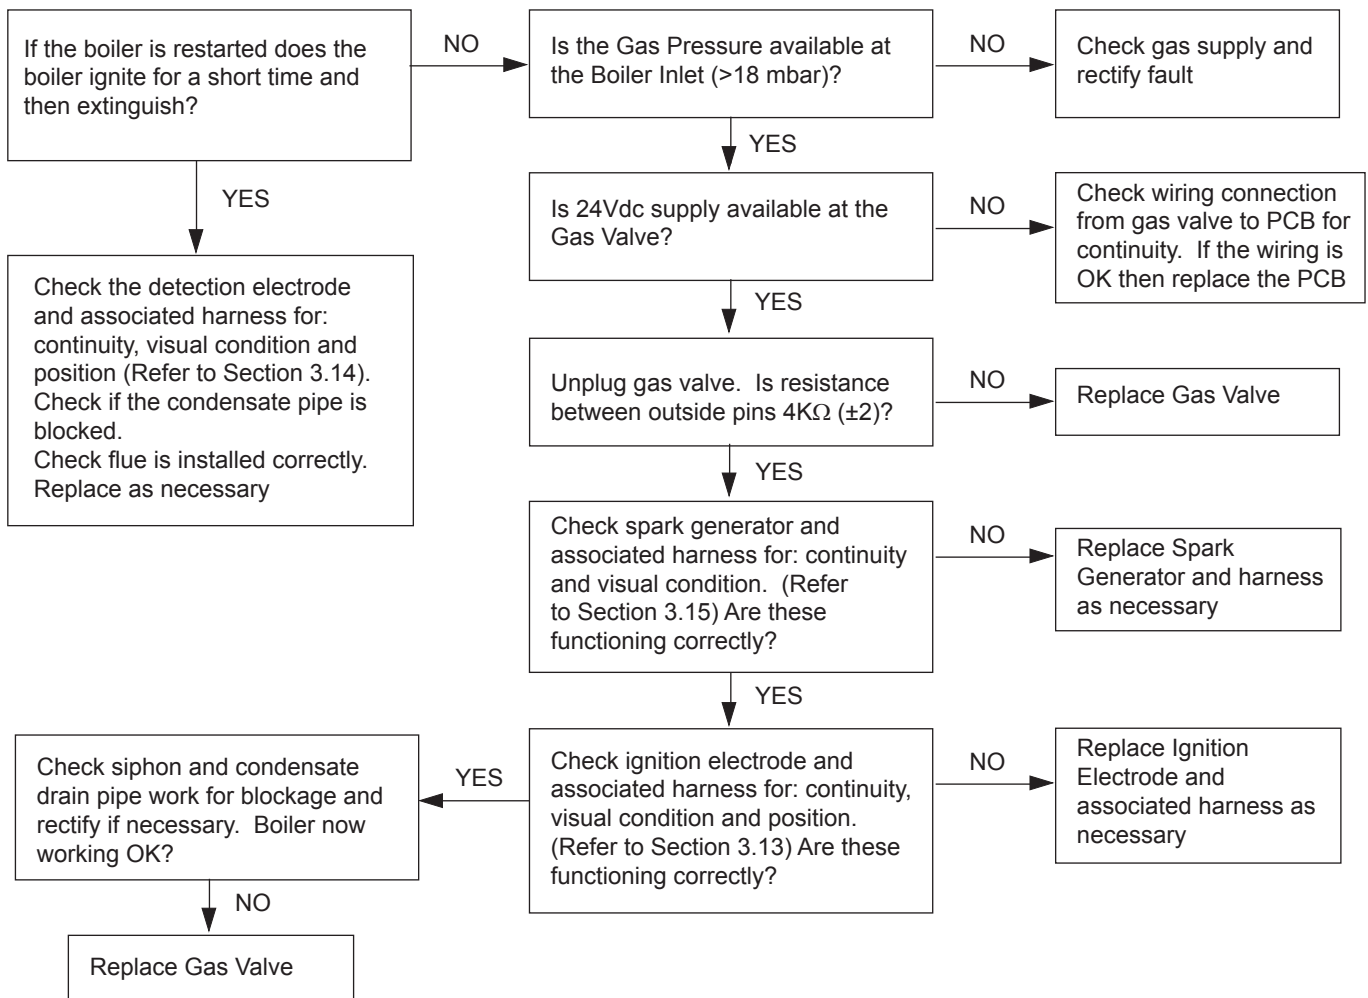 If the boiler is restarted does the
boiler ignite for a short time and
then extinguish?
NO
Is the Gas Pressure available at
the Boiler Inlet (>18 mbar)?
NO
Check gas supply and
rectify fault
YES
YES
Check the detection electrode
and associated harness for:
continuity, visual condition and
position (Refer to Section 3.14).
Check if the condensate pipe is
blocked.
Check flue is installed correctly.
Replace as necessary
Is 24Vdc supply available at the
Gas Valve?
NO
Check wiring connection
from gas valve to PCB for
continuity.  If the wiring is
OK then replace the PCB
YES
Unplug gas valve.  Is resistance
between outside pins 4KΩ (±2)?
NO
Replace Gas Valve
YES
Check spark generator and
associated harness for: continuity
and visual condition.  (Refer
to Section 3.15) Are these
functioning correctly?
NO
Replace Spark
Generator and harness
as necessary
YES
Check ignition electrode and
associated harness for: continuity,
visual condition and position.
(Refer to Section 3.13) Are these
functioning correctly?
NO
Replace Ignition
Electrode and
associated harness as
necessary
YES
Check siphon and condensate
drain pipe work for blockage and
rectify if necessary.  Boiler now
working OK?
NO
Replace Gas Valve